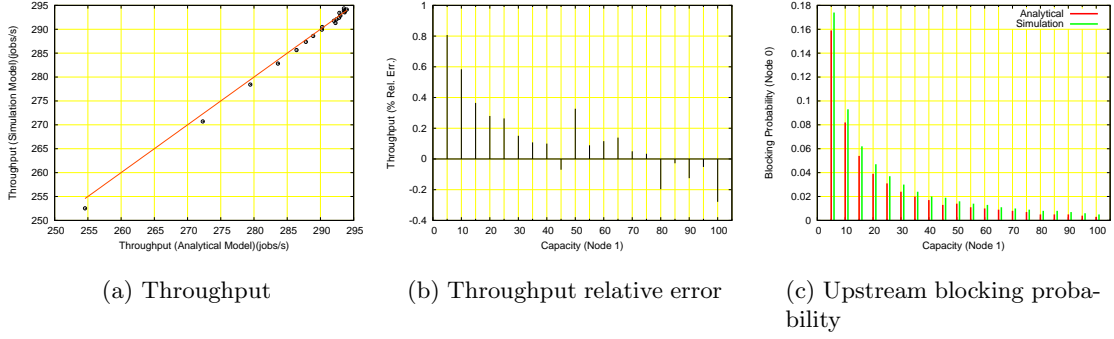 295
290
285
280
275
270
265
260
255
250
250 255 260 265 270 275 280 285 290 295
Throughput (Simulation Model)(jobs/s)
Throughput (Analytical Model)(jobs/s)
(a) Throughput
1
0.8
0.6
0.4
0.2
0
-0.2
-0.4
0 10 20 30 40 50 60 70 80 90 100
Throughput (% Rel. Err.)
Capacity (Node 1)
(b) Throughput relative error
0.18
0.16
0.14
0.12
0.1
0.08
0.06
0.04
0.02
0
0 10 20 30 40 50 60 70 80 90 100
Blocking Probability (Node 0)
Capacity (Node 1)
Analytical
Simulation
(c) Upstream blocking proba-
bility